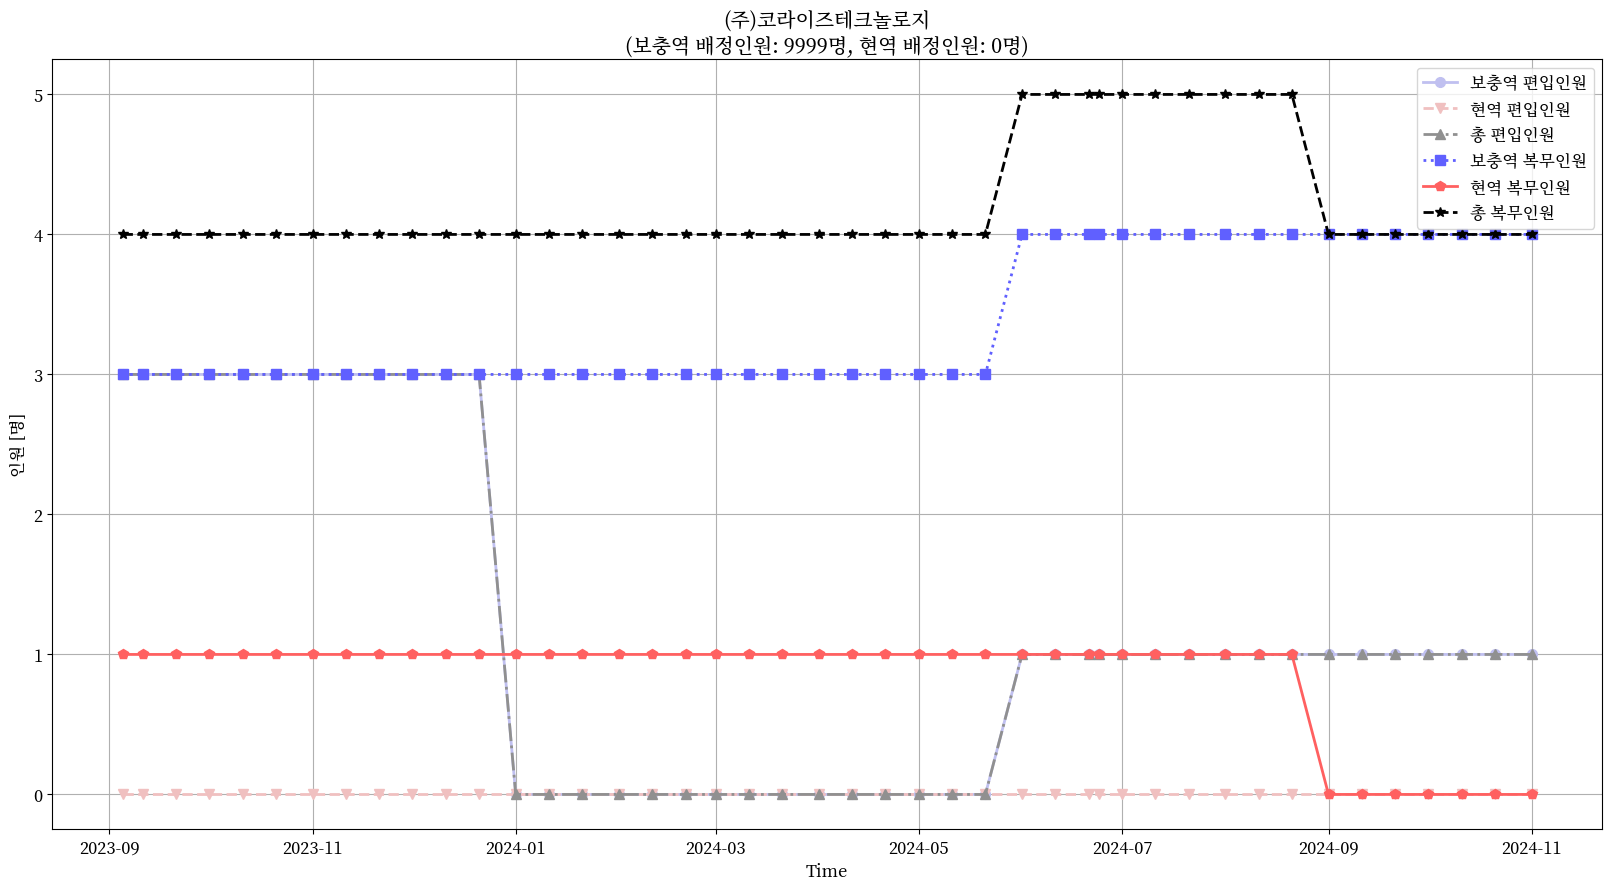 (주)코라이즈테크놀로지
(보충역 배정인원: 9999명, 현역 배정인원: 0명)
보충역 편입인원
현역 편입인원
총 편입인원
보충역 복무인원
현역 복무인원
총 복무인원
인원 [명]
5
4
3
2
1
0
2023-09
2023-11
2024-01
2024-03
2024-05
2024-07
2024-09
2024-11
Time